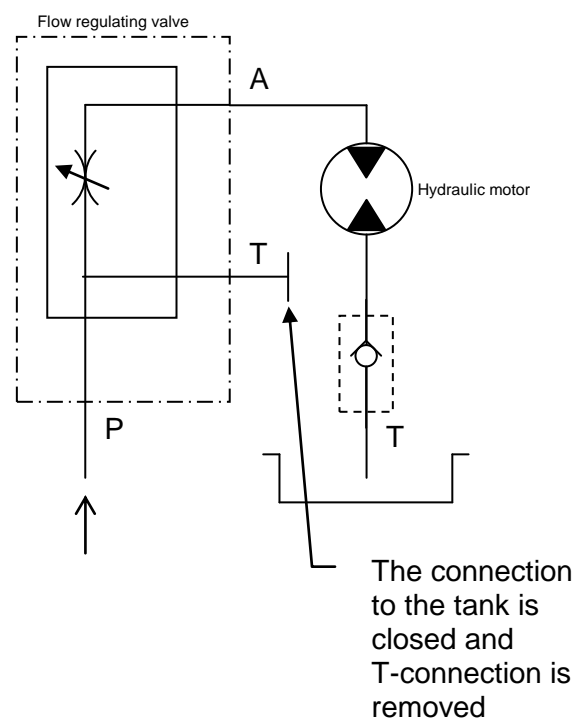 Flow regulating valve
A
Hydraulic motor
T
T
P
The connection
to the tank is
closed and
T-connection is
removed